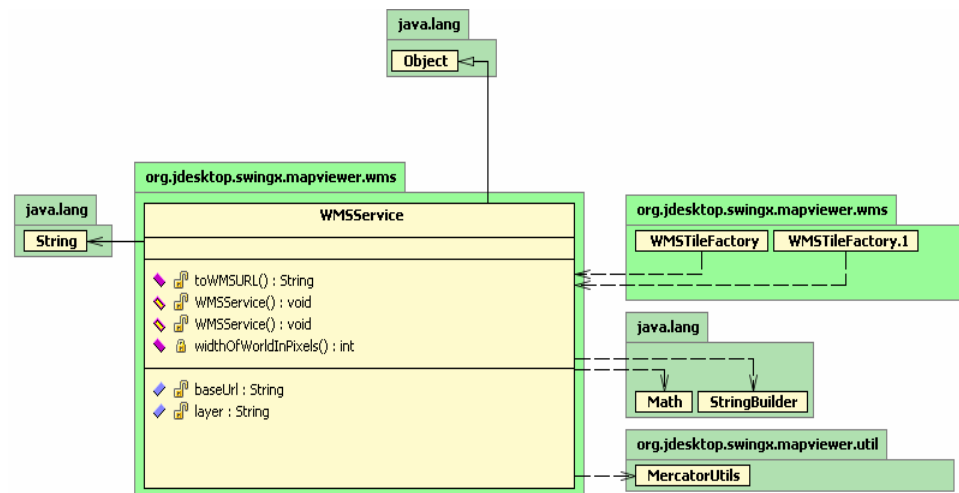 java.lang
Object
org.jdesktop.swingx.mapviewer.wms
java.lang
String
WMSService
toWMSURL() : String
WMSService() : void
WMSService() : void
widthOfWorldInPixels() : int
baseUrl : String
layer : String
org.jdesktop.swingx.mapviewer.wms
WMSTileFactory WMSTileFactory.1
java.lang
Math StringBuilder
org.jdesktop.swingx.mapviewer.util
MercatorUtils